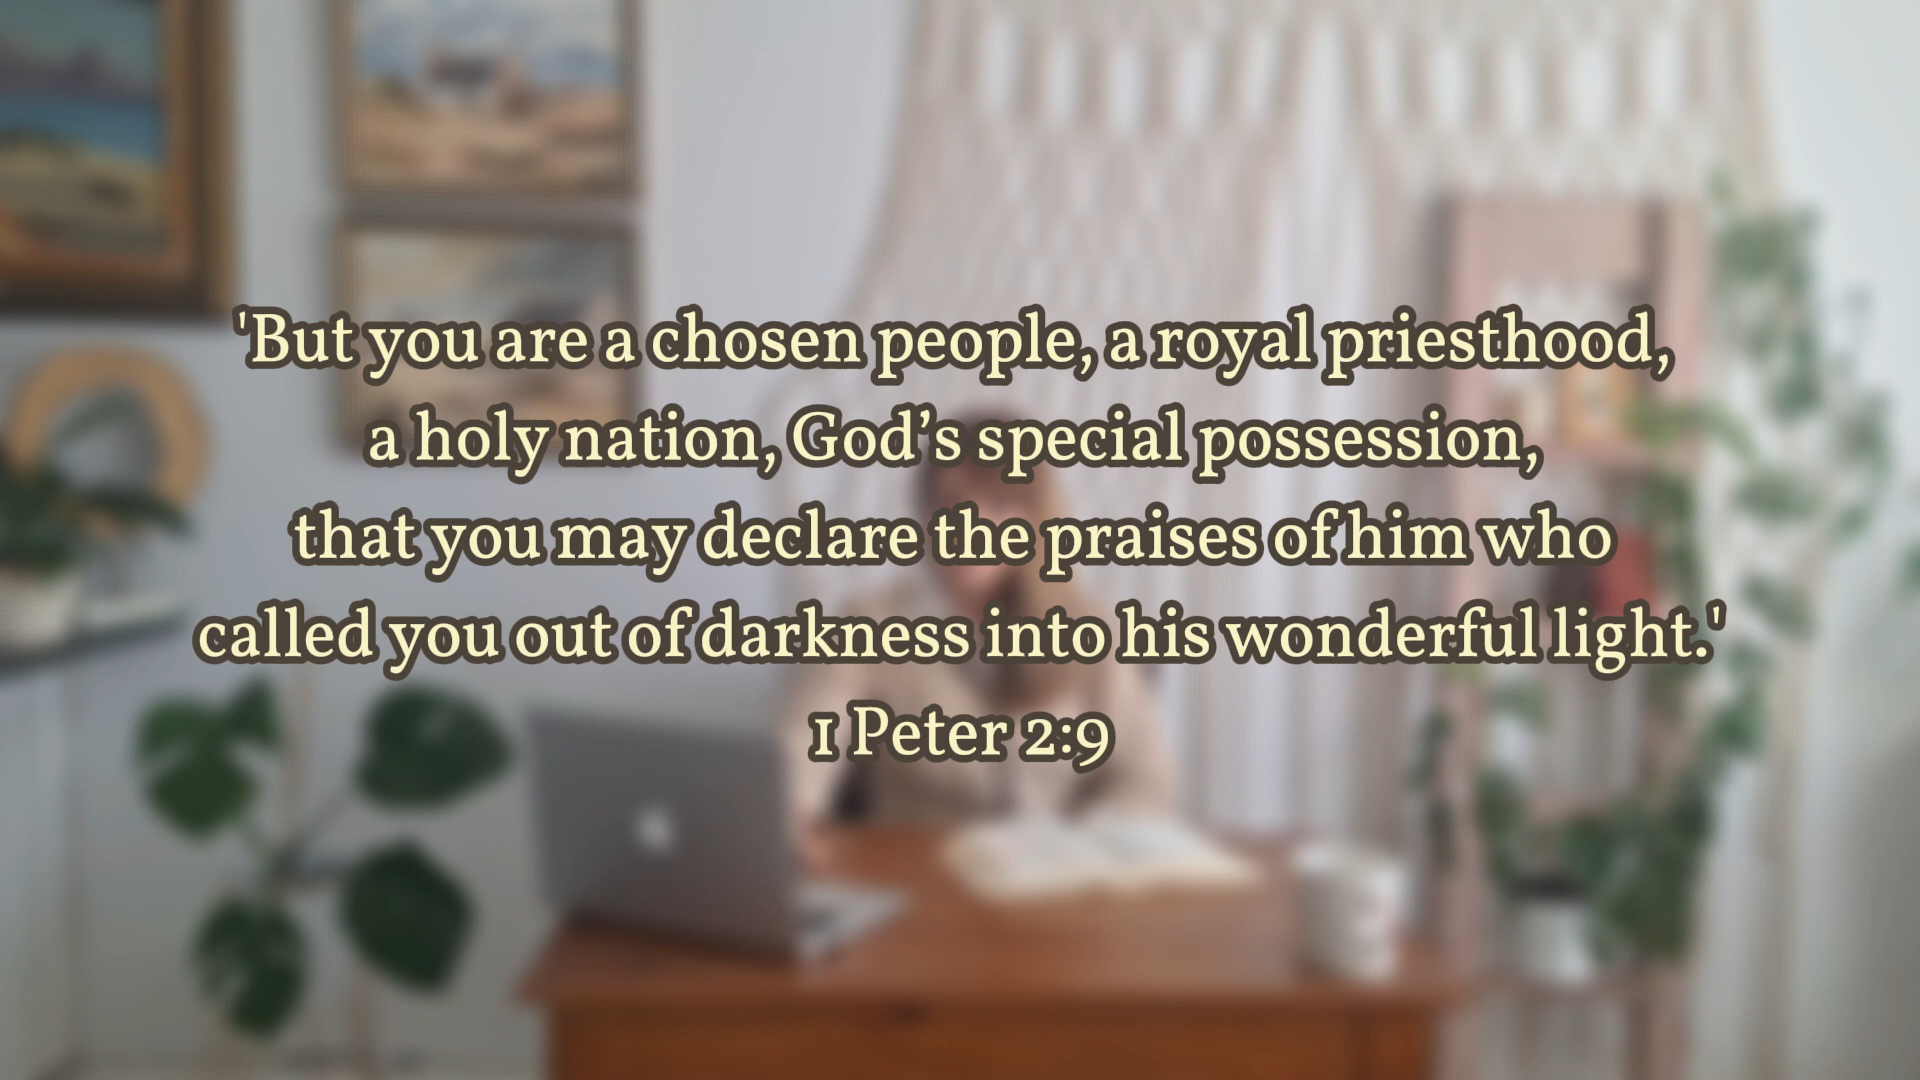 'But you are a chosen people, a royal priesthood,
a holy nation, God’s special possession,
that you may declare the praises of him who
called you out of darkness into his wonderful light.'
1 Peter 2:9